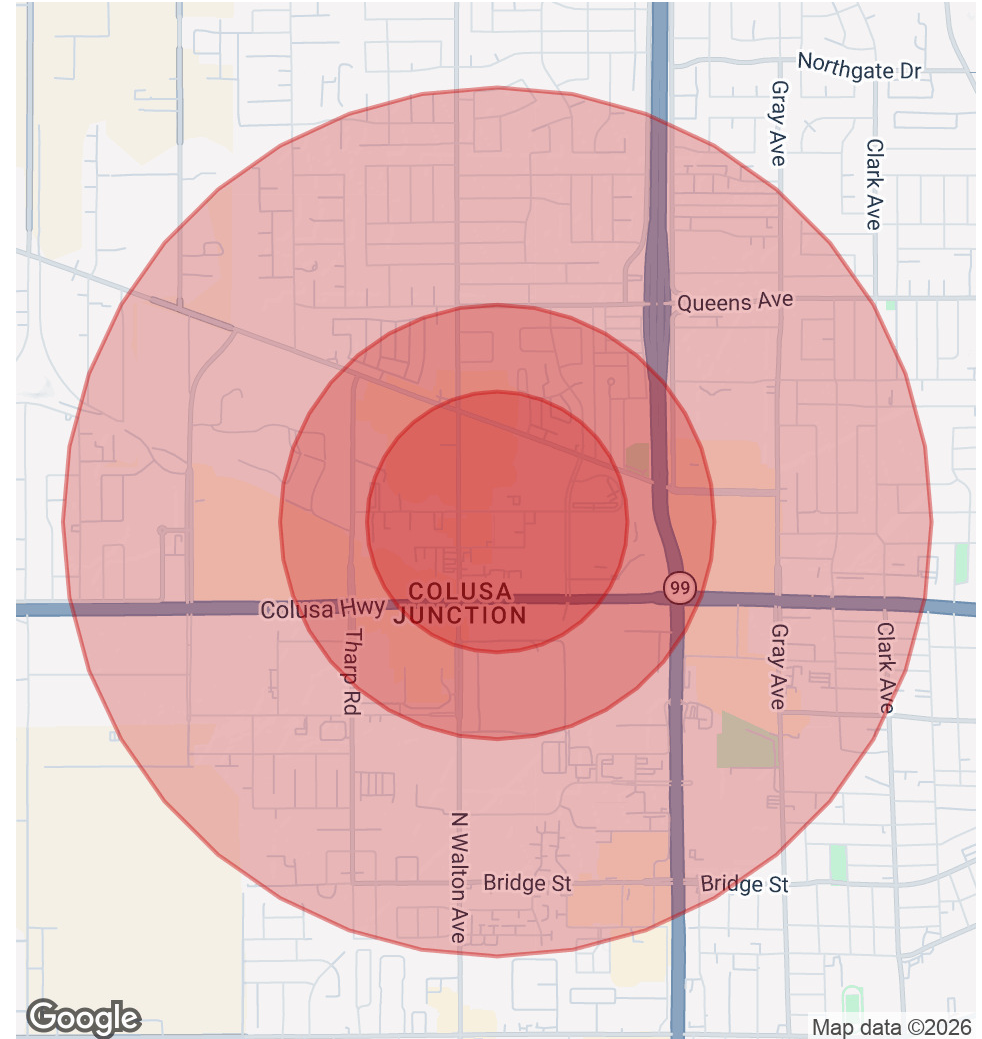 Northgate Dr
Gray Ave
Clark Ave
Queens Ave
99
COLUSA
JUNCTION
Colusa Hwy
Tharp Rd
Gray Ave
Clark Ave
N Walton Ave
Bridge St
Bridge St
Google
Map data ©2026